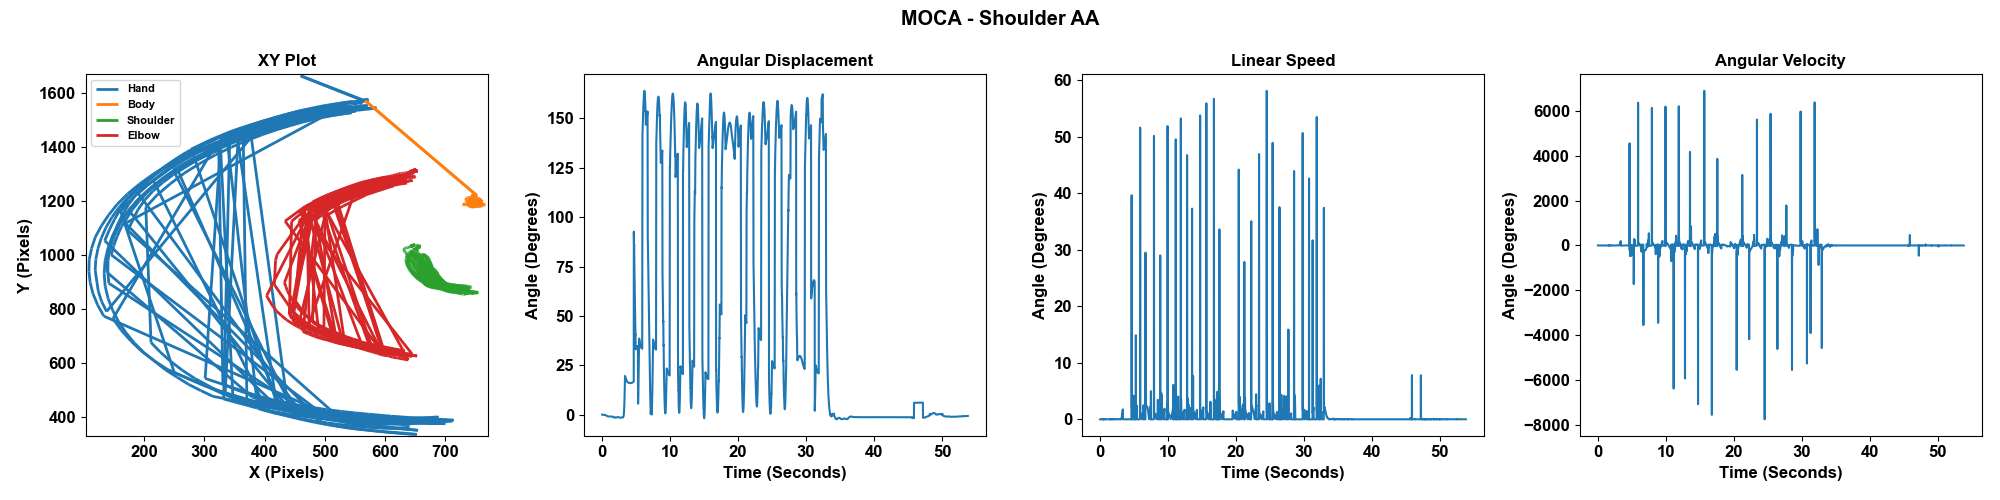 MOCA - Shoulder AA
XY Plot
Hand
Body
Shoulder
Elbow
1600
1400
1200
1000
800
600
400
200 300 400 500 600 700
Y (Pixels)
X (Pixels)
Angular Displacement
150
125
100
75
50
25
0
0 10 20 30 40 50
Angle (Degrees)
Time (Seconds)
Linear Speed
60
50
40
30
20
10
0
0 10 20 30 40 50
Angle (Degrees)
Time (Seconds)
Angular Velocity
6000
4000
2000
0
−2000
−4000
−6000
−8000
0 10 20 30 40 50
Angle (Degrees)
Time (Seconds)